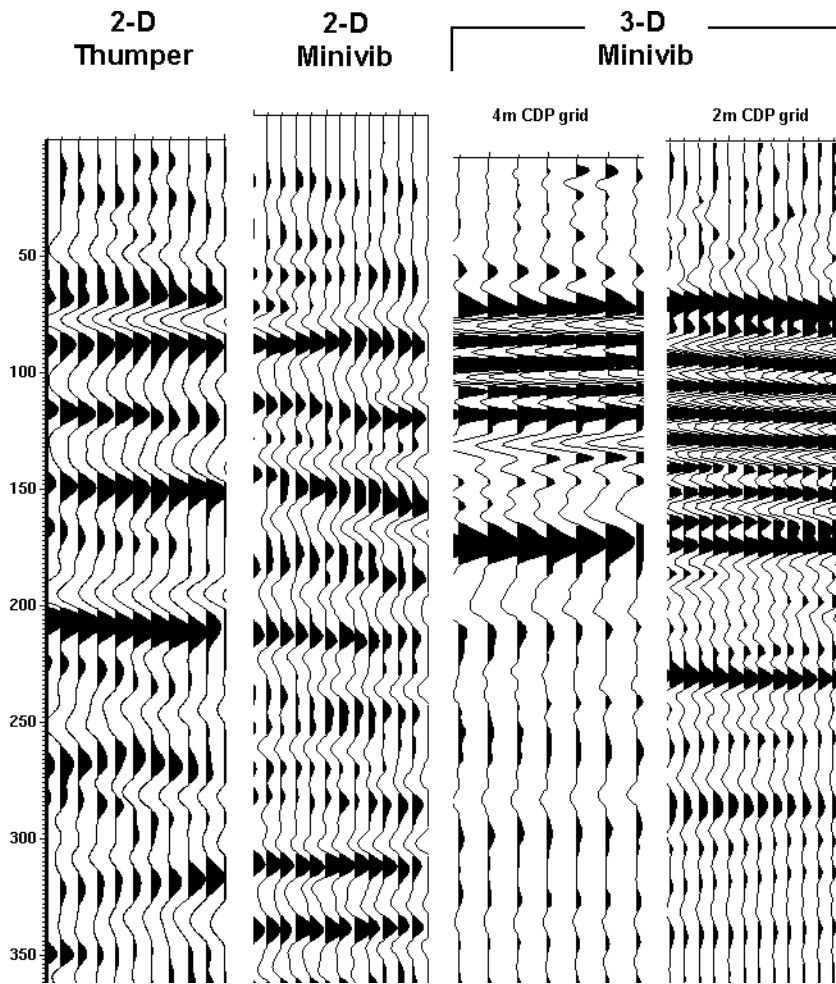 2-D
Thumper
2-D
Minivib
3-D
Minivib
4m CDP grid
2m CDP grid
50
100
150
200
250
300
350